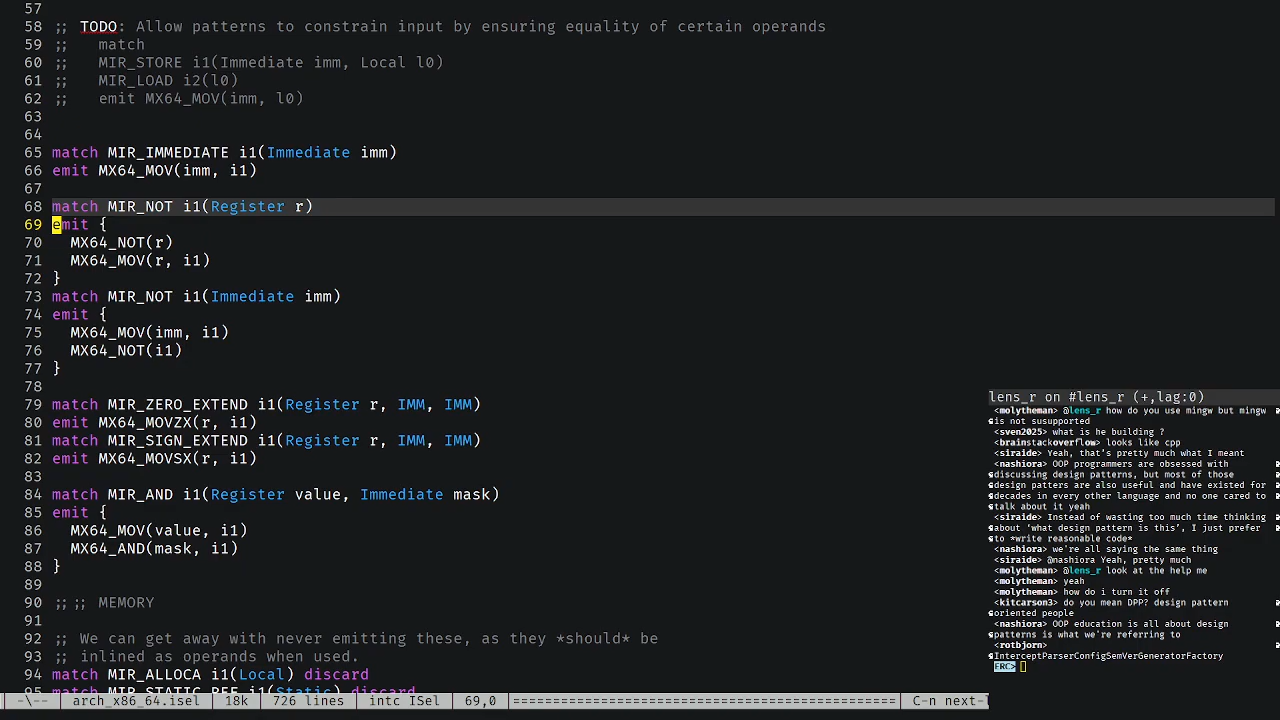 57
58 ;; TODO: Allow patterns to constrain input by ensuring equality of certain operands
59 ;;   match
60 ;;   MIR_STORE i1(Immediate imm, Local l0)
61 ;;   MIR_LOAD i2(l0)
62 ;;   emit MX64_MOV(imm, l0)
63
64
65 match MIR_IMMEDIATE i1(Immediate imm)
66 emit MX64_MOV(imm, i1)
67
68 match MIR_NOT i1(Register r)
69 emit {
70   MX64_NOT(r)
71   MX64_MOV(r, i1)
72 }
73 match MIR_NOT i1(Immediate imm)
74 emit {
75   MX64_MOV(imm, i1)
76   MX64_NOT(i1)
77 }
78
79 match MIR_ZERO_EXTEND i1(Register r, IMM, IMM)
80 emit MX64_MOVZX(r, i1)
81 match MIR_SIGN_EXTEND i1(Register r, IMM, IMM)
82 emit MX64_MOVSX(r, i1)
83
84 match MIR_AND i1(Register value, Immediate mask)
85 emit {
86   MX64_MOV(value, i1)
87   MX64_AND(mask, i1)
88 }
89
90 ;;;; MEMORY
91
92 ;; We can get away with never emitting these, as they *should* be
93 ;; inlined as operands when used.
94 match MIR_ALLOCA i1(Local) discard
95 match MIR_STATIC_REF i1(Static) discard
-\-- arch_x86_64.isel 18k 726 lines intc ISel 69,0 C-n next-l
lens_r on #lens_r (+,lag:0)
<molytheman> @lens_r how do you use mingw but mingw
is not susupported
<sven2025> what is he building ?
<brainstackoverflow> looks like cpp
<siraide> Yeah, that's pretty much what I meant
<nashiora> OOP programmers are obsessed with
discussing design patterns, but most of those
design patters are also useful and have existed for
decades in every other language and no one cared to
talk about it yeah
<siraide> Instead of wasting too much time thinking
about ‘what design pattern is this’, I just prefer
to *write reasonable code*
<nashiora> we're all saying the same thing
<siraide> @nashiora Yeah, pretty much
<molytheman> @lens_r look at the help me
<molytheman> yeah
<molytheman> how do i turn it off
<kitcarson3> do you mean DPP? design pattern
oriented people
<nashiora> OOP education is all about design
patterns is what we're referring to
<robbjorn>
InterceptParserConfigSemVerGeneratorFactory
ERC>